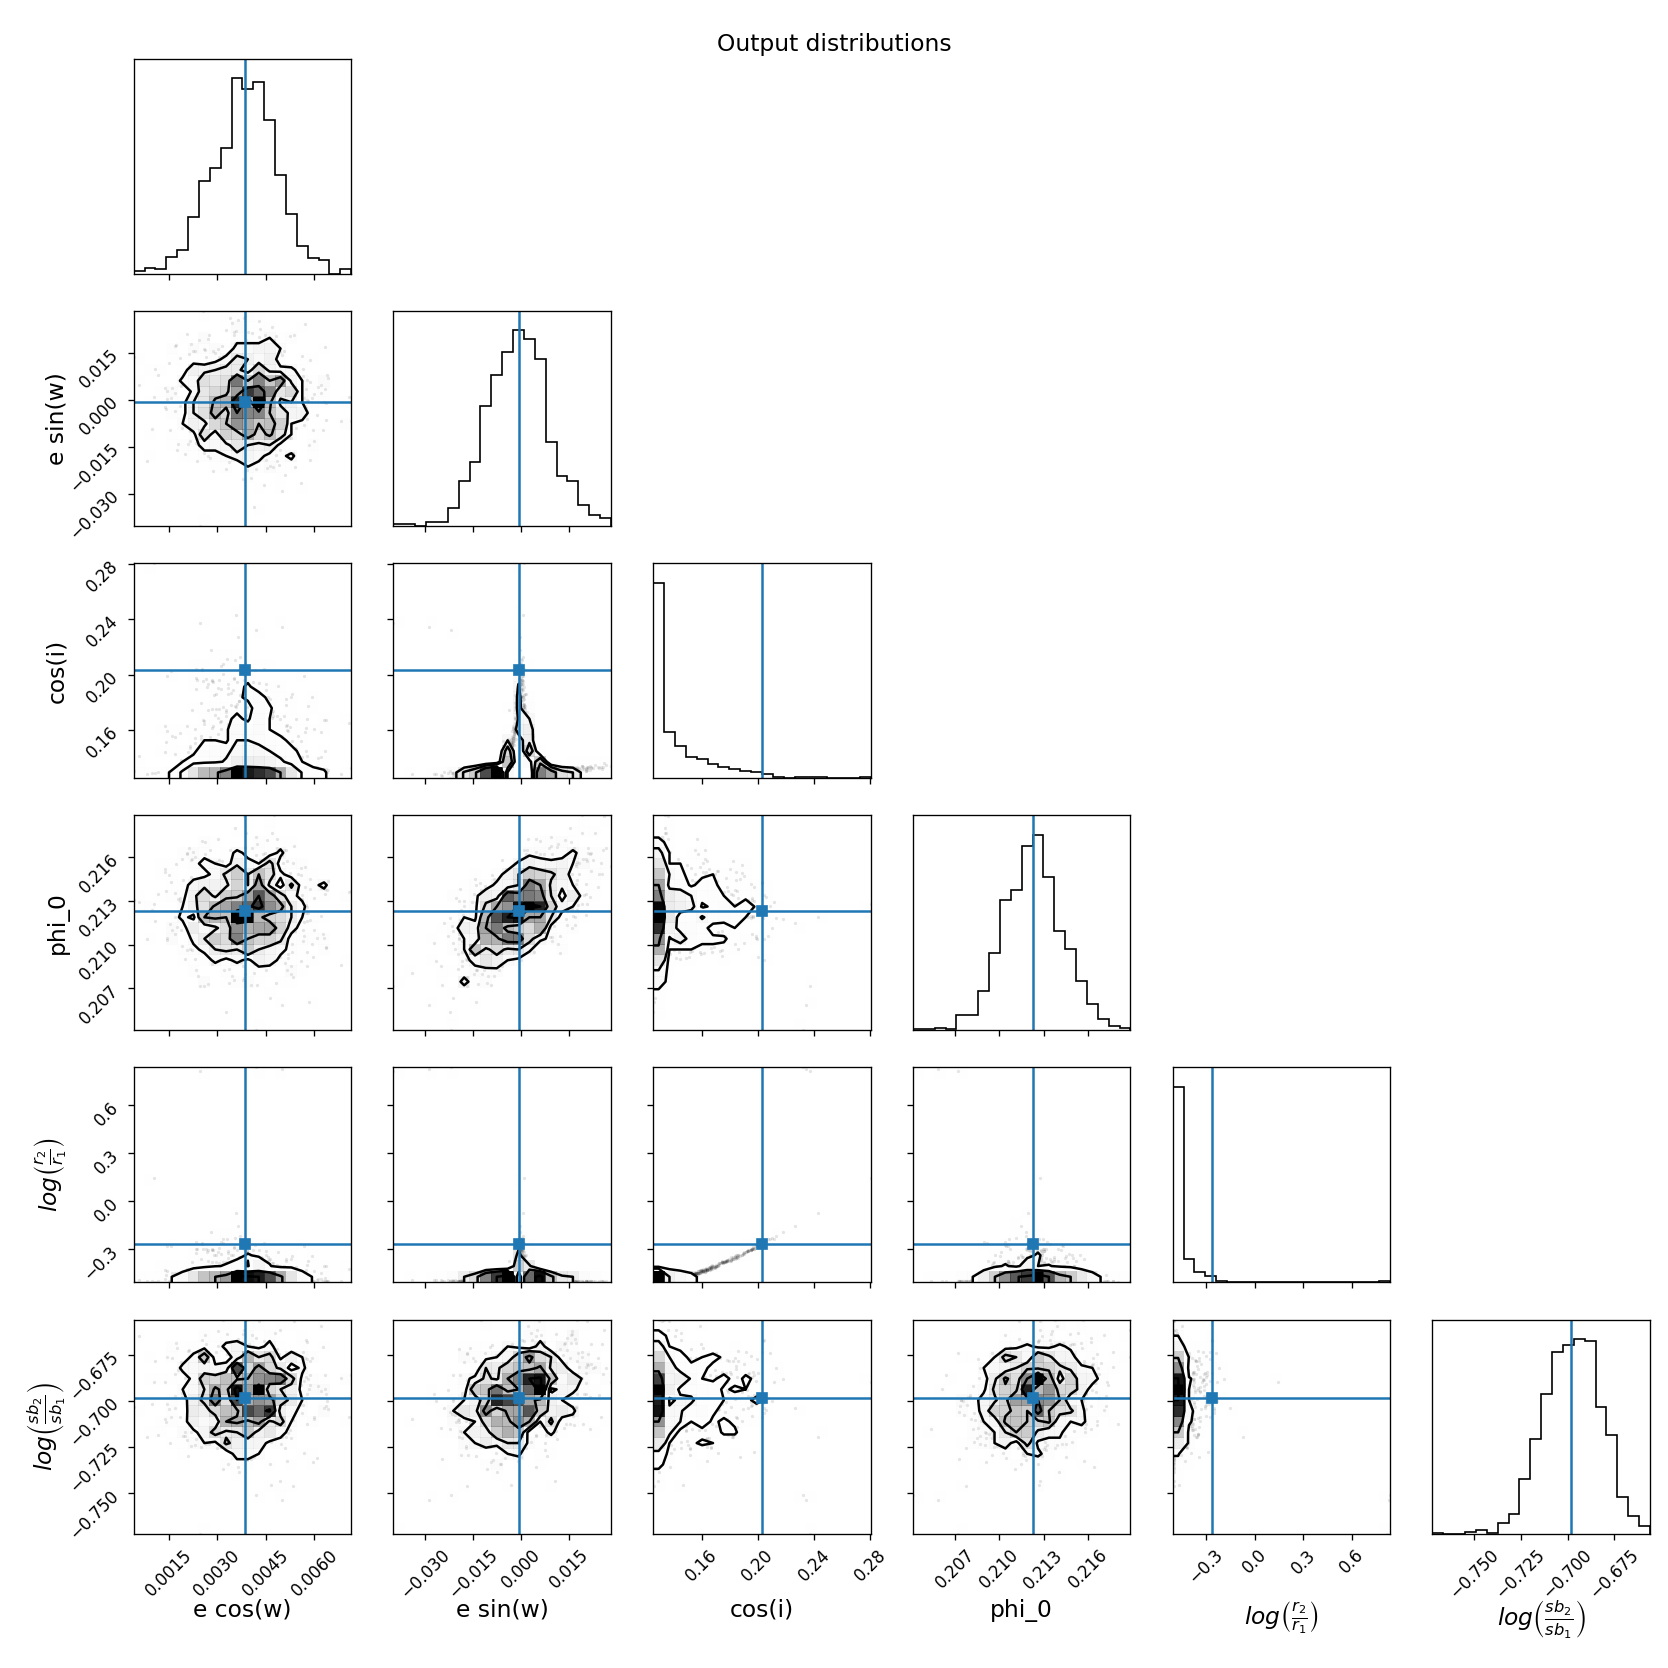 Output distributions
0.015
0.000
−0.015
−0.030
e sin(w)
0.28
0.24
0.20
0.16
cos(i)
0.216
0.213
0.210
0.207
phi_0
0.6
0.3
0.0
−0.3
log(r2/r1)
−0.675
−0.700
−0.725
−0.750
log(sb2/sb1)
0.0015 0.0030 0.0045 0.0060
−0.030 −0.015 0.000 0.015
0.16 0.20 0.24 0.28
0.207 0.210 0.213 0.216
−0.3 0.0 0.3 0.6
−0.750 −0.725 −0.700 −0.675
e cos(w) e sin(w) cos(i) phi_0 log(r2/r1) log(sb2/sb1)